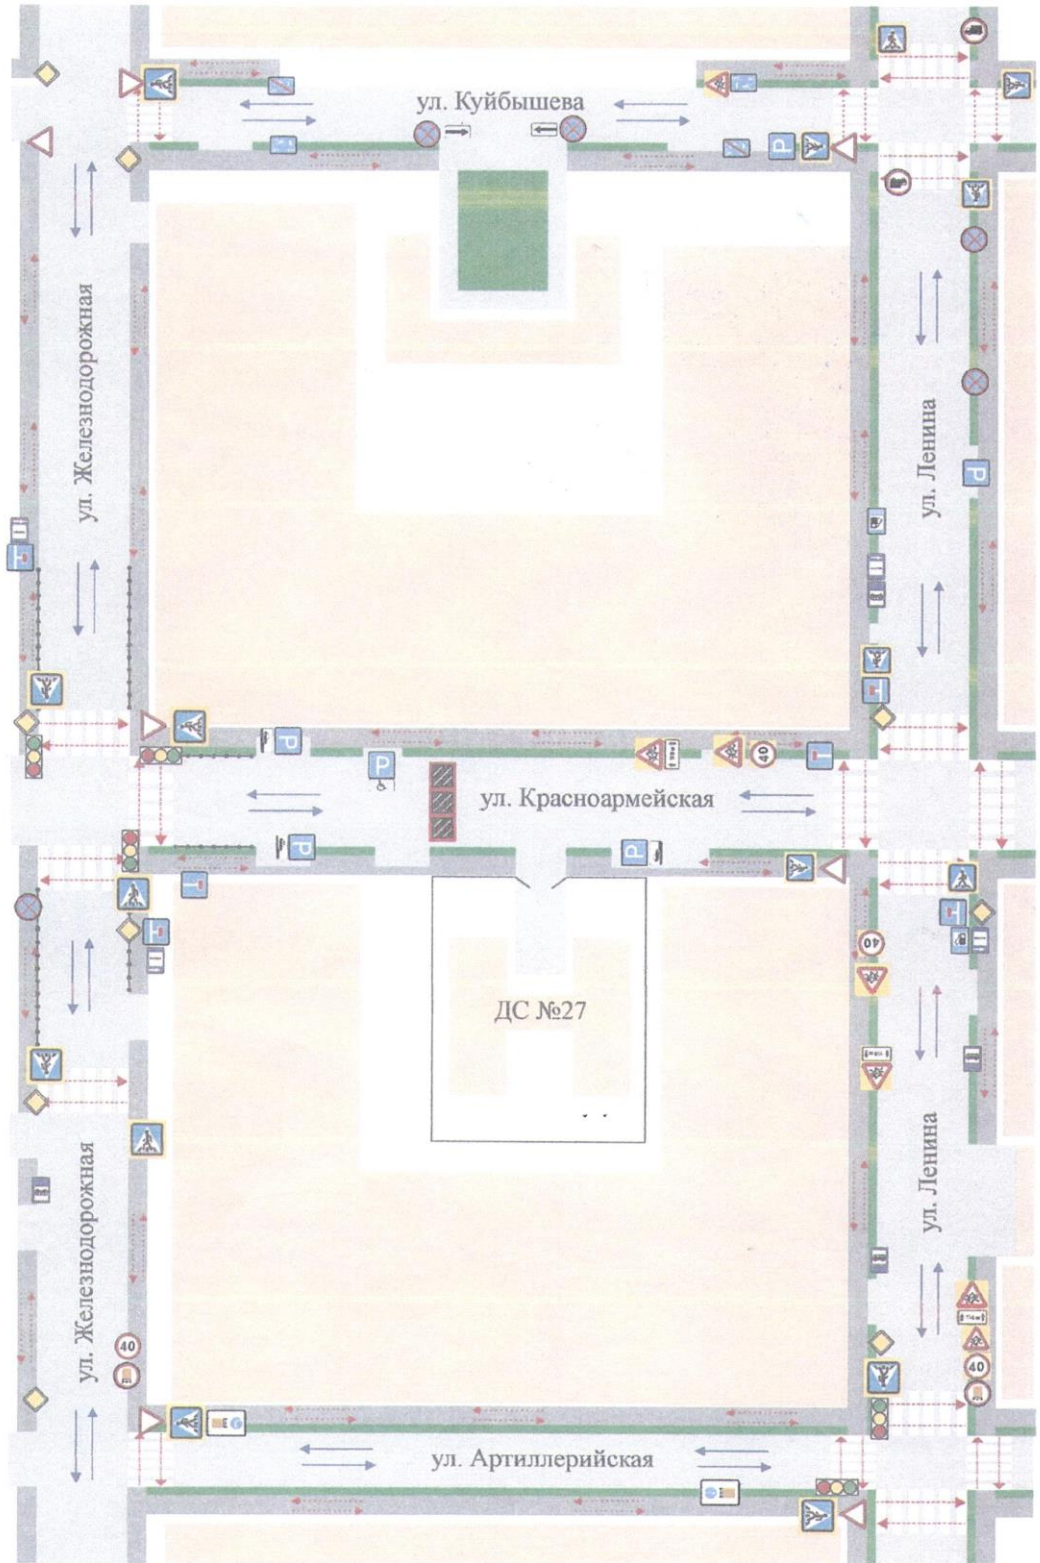 ул. Куйбышева
ул. Железнодорожная
ул. Ленина
P
P
P
P
40
ул. Красноармейская
P
P
40
ДС №27
ул. Железнодорожная
ул. Ленина
40
40
ул. Артиллерийская